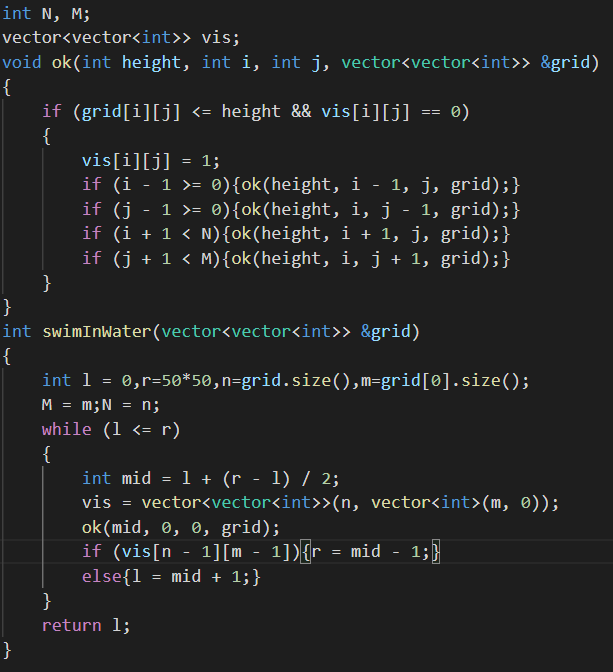 int N, M;
vector<vector<int>> vis;
void ok(int height, int i, int j, vector<vector<int>> &grid)
{
    if (grid[i][j] <= height && vis[i][j] == 0)
    {
        vis[i][j] = 1;
        if (i - 1 >= 0){ok(height, i - 1, j, grid);}
        if (j - 1 >= 0){ok(height, i, j - 1, grid);}
        if (i + 1 < N){ok(height, i + 1, j, grid);}
        if (j + 1 < M){ok(height, i, j + 1, grid);}
    }
}
int swimInWater(vector<vector<int>> &grid)
{
    int l = 0,r=50*50,n=grid.size(),m=grid[0].size();
    M = m;N = n;
    while (l <= r)
    {
        int mid = l + (r - l) / 2;
        vis = vector<vector<int>>(n, vector<int>(m, 0));
        ok(mid, 0, 0, grid);
        if (vis[n - 1][m - 1]){r = mid - 1;}
        else{l = mid + 1;}
    }
    return l;
}